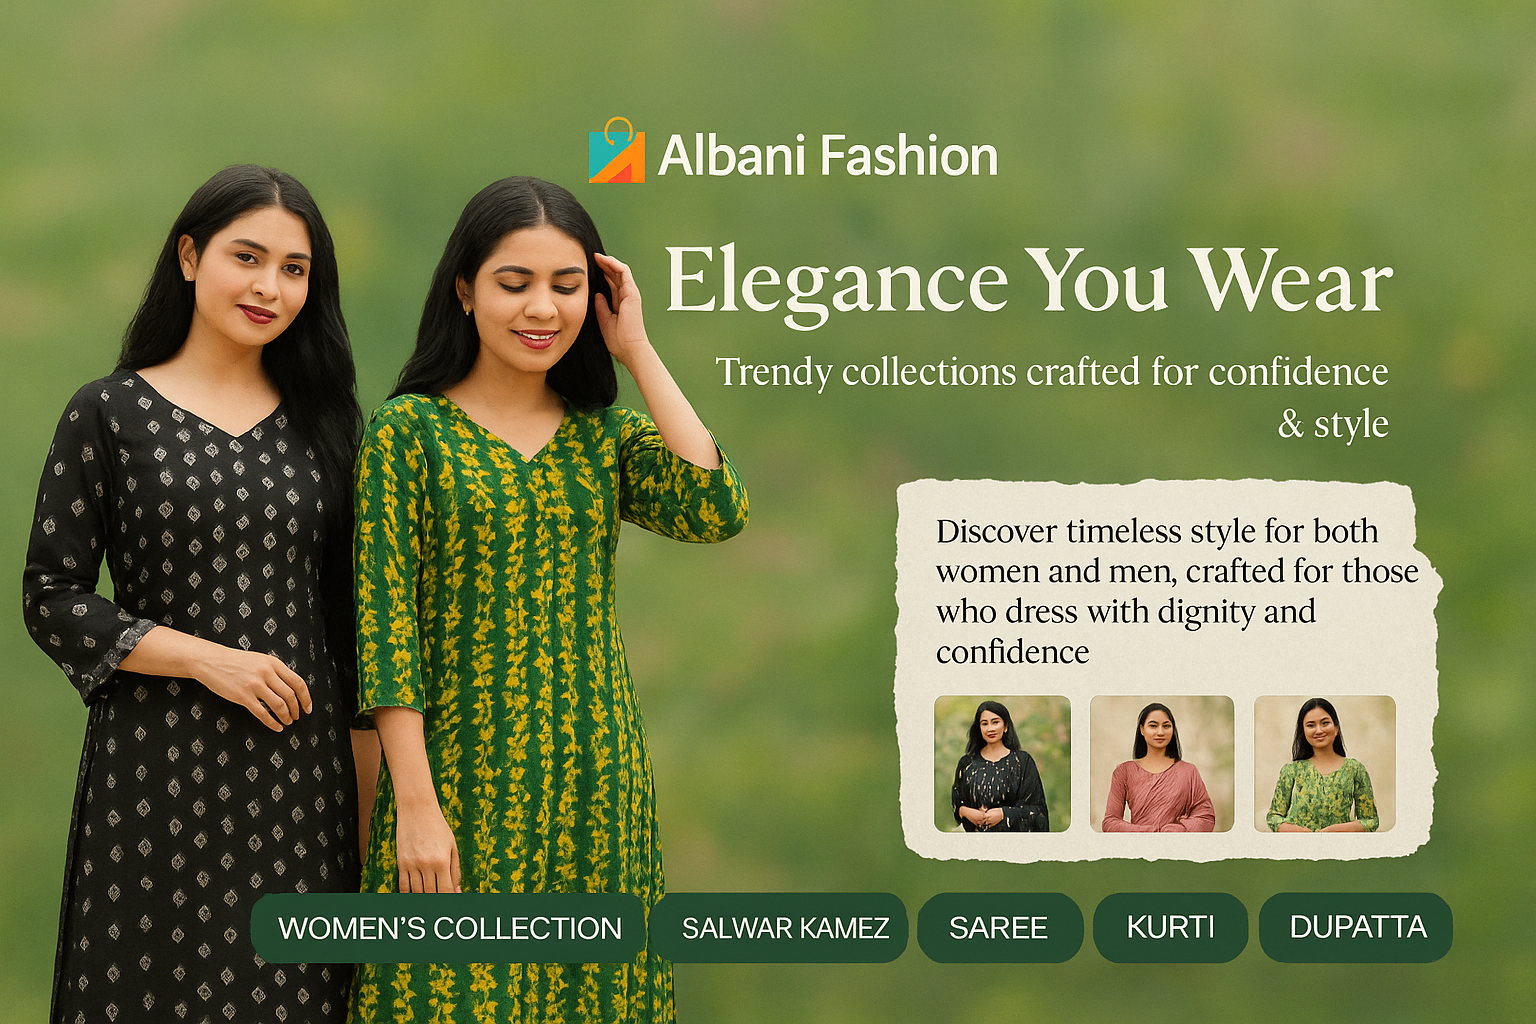 Albani Fashion
Elegance You Wear
Trendy collections crafted for confidence
& style
Discover timeless style for both
women and men, crafted for those
who dress with dignity and
confidence
WOMEN'S COLLECTION
SALWAR KAMEZ
SAREE
KURTI
DUPATTA